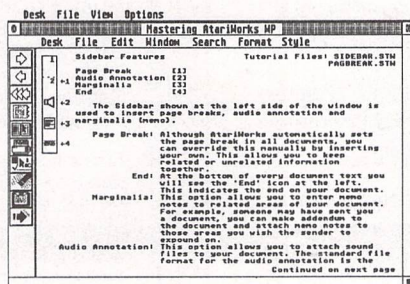 Desk File View Options
Mastering AtariWorks WP
Desk File Edit Window Search Format Style
Sidebar Features Tutorial Files: SIDEBAR.STW
PAGBREAK.STW
1
Page Break [1]
2 +1 Audio Annotation [2]
Marginalia [3]
End [4]
+2
The Sidebar shown at the left side of the window is
used to insert page breaks, audio annotation and
+3 marginalia (memo).
+4 Page Break: Although AtariWorks automatically sets
the page break in all documents, you
can override this manually by inserting
your own. This allows you to keep
related or unrelated information
together.
End: At the bottom of every document text you
will see the 'End' icon at the left.
This indicates the end on your document.
Marginalia: This option allows you to enter memo
notes to related areas of your document.
For example, someone may have sent you
a document, you can make addendum to
the document and attach memo notes to
those areas you wish the sender to
expound on.
Audio Annotation: This option allows you to attach sound
files to your document. The standard file
format for the audio annotation is the
Continued on next page